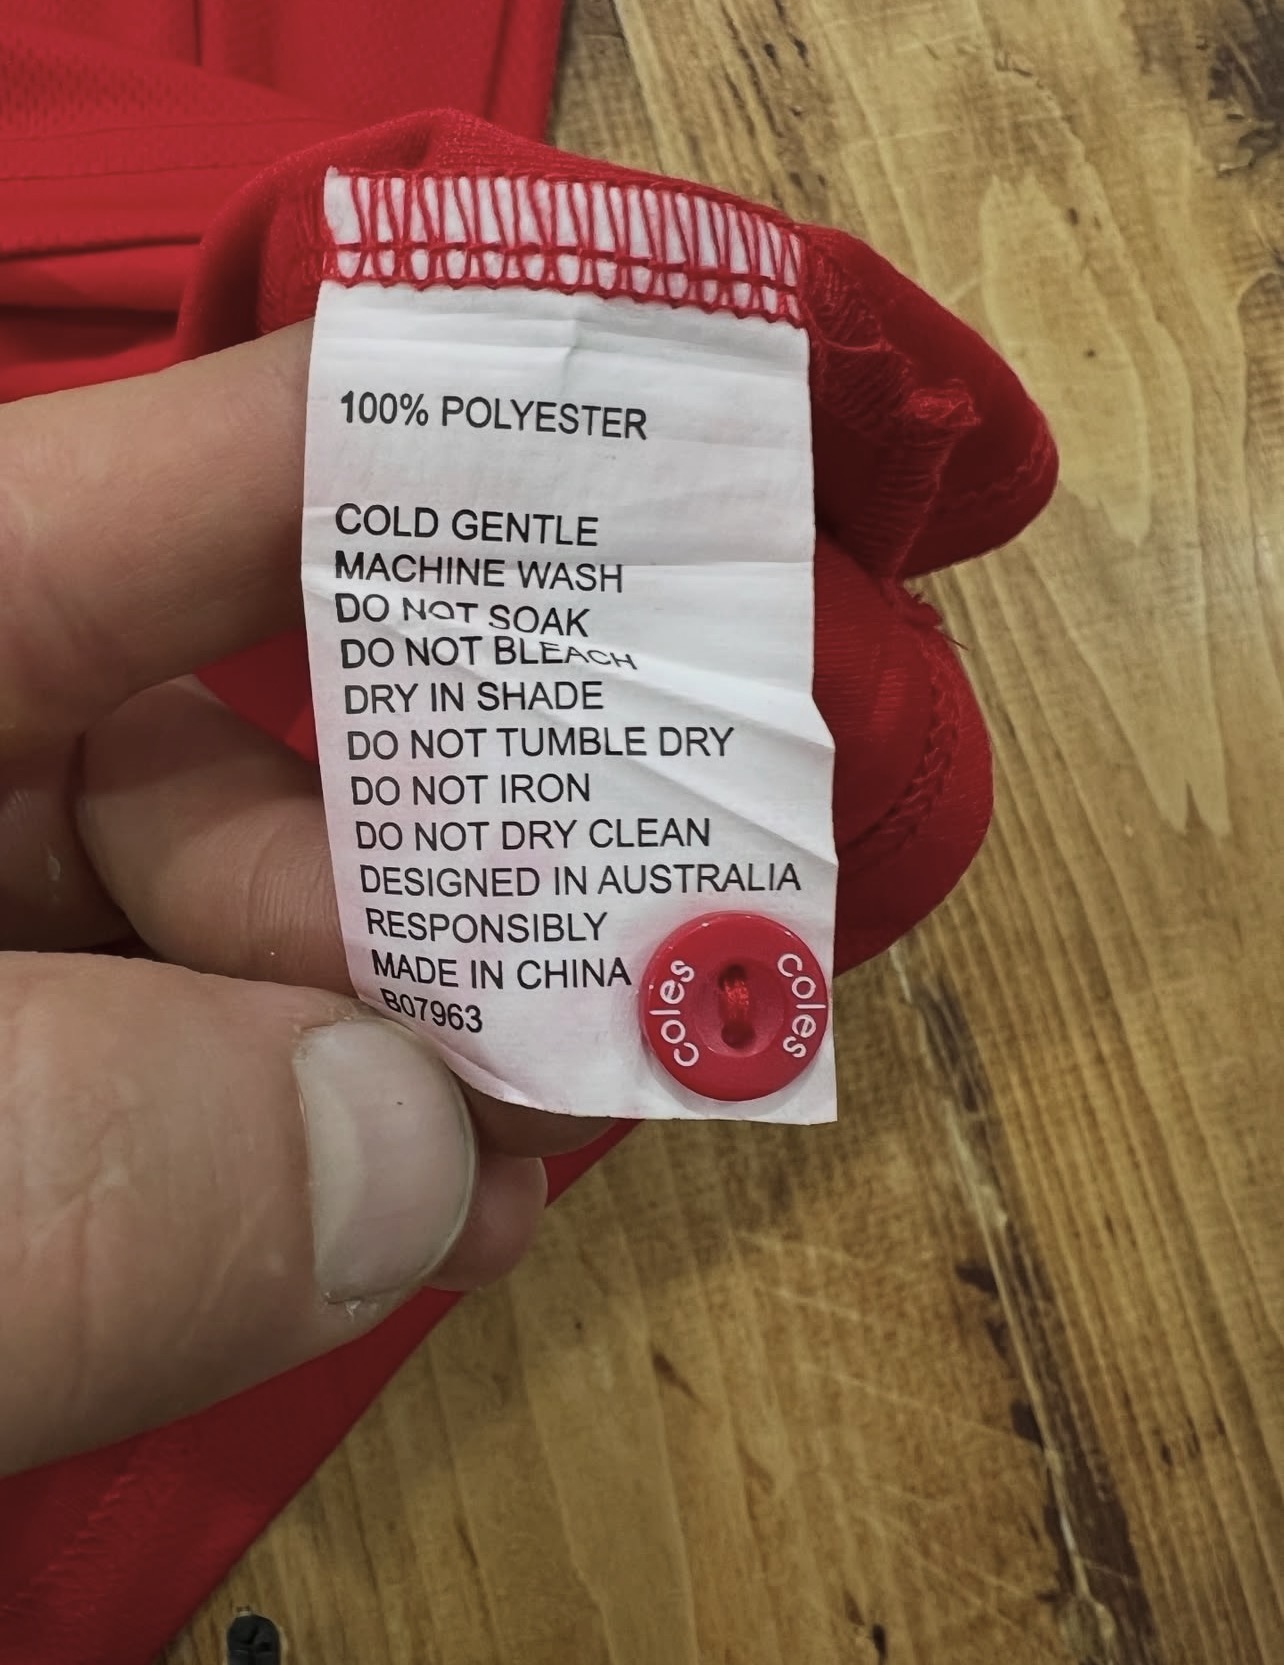 100% POLYESTER
COLD GENTLE
MACHINE WASH
DO NOT SOAK
DO NOT BLEACH
DRY IN SHADE
DO NOT TUMBLE DRY
DO NOT IRON
DO NOT DRY CLEAN
DESIGNED IN AUSTRALIA
RESPONSIBLY
MADE IN CHINA
B07963
coles
coles